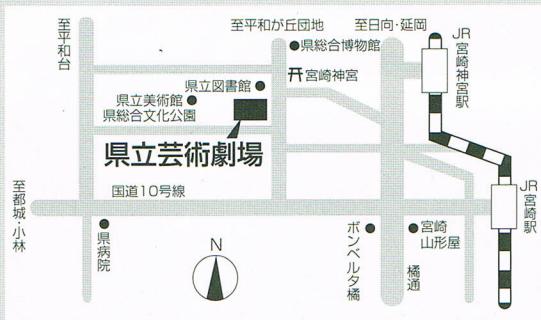 至平和台
至平和が丘団地
至日向・延岡
JR宮崎神宮駅
県総合博物館
宮崎神宮
県立図書館
県立美術館
県総合文化公園
県立芸術劇場
至都城・小林
国道10号線
JR宮崎駅
県病院
N
ボンベルタ橘
宮崎
山形屋
橘通